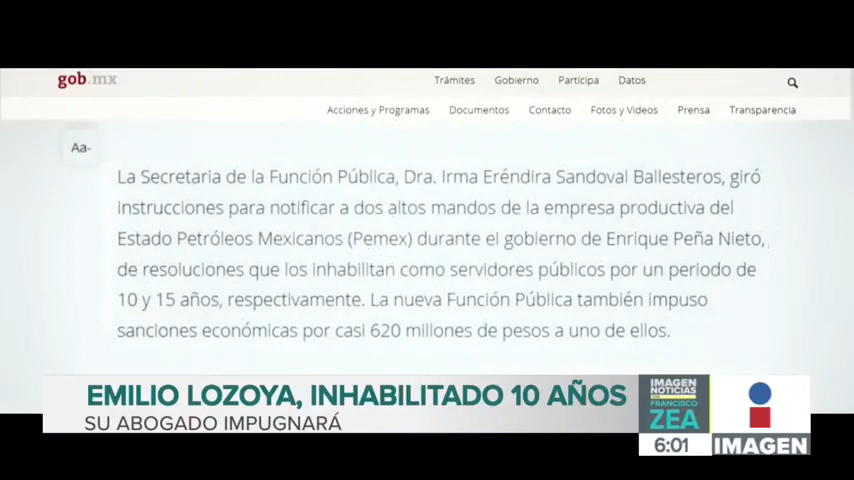 gob.mx
Trámites Gobierno Participa Datos
Acciones y Programas Documentos Contacto Fotos y Videos Prensa Transparencia
Aa-
La Secretaria de la Función Pública, Dra. Irma Eréndira Sandoval Ballesteros, giró
instrucciones para notificar a dos altos mandos de la empresa productiva del
Estado Petróleos Mexicanos (Pemex) durante el gobierno de Enrique Peña Nieto,
de resoluciones que los inhabilitan como servidores públicos por un periodo de
10 y 15 años, respectivamente. La nueva Función Pública también impuso
sanciones económicas por casi 620 millones de pesos a uno de ellos.
EMILIO LOZOYA, INHABILITADO 10 AÑOS
SU ABOGADO IMPUGNARÁ
IMAGEN
NOTICIAS
FRANCISCO
ZEA
6:01
IMAGEN